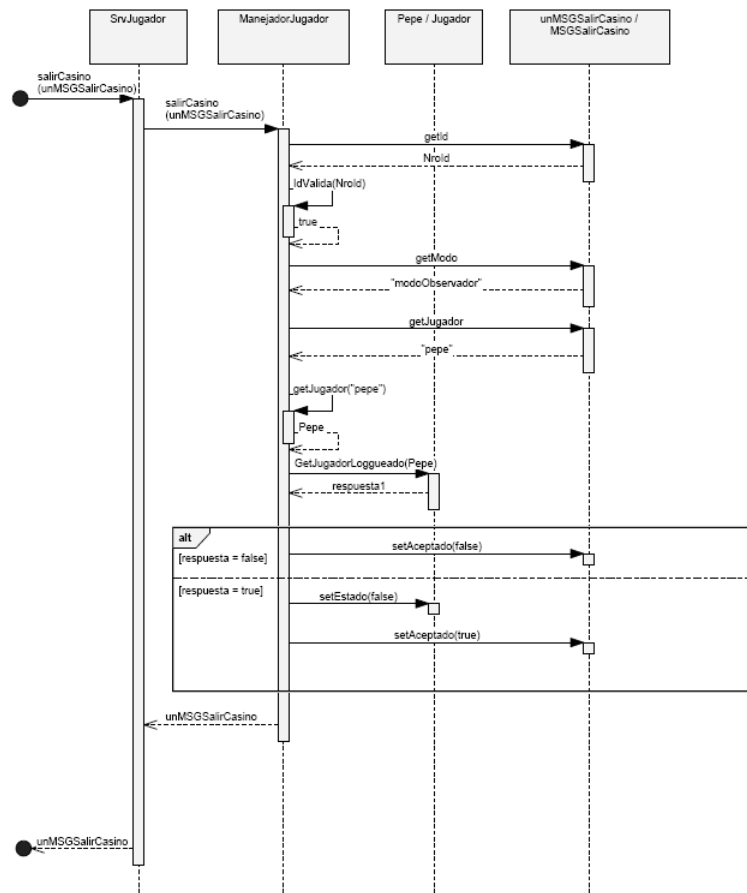 SrvJugador
ManejadorJugador
Pepe / Jugador
unMSGSalirCasino /
MSGSalirCasino
salirCasino
(unMSGSalirCasino)
salirCasino
(unMSGSalirCasino)
getId
NroId
IdValida(NroId)
true
getModo
"modoObservador"
getJugador
"pepe"
getJugador("pepe")
Pepe
GetJugadorLoggueado(Pepe)
respuesta1
alt
[respuesta = false]
setAceptado(false)
[respuesta = true]
setEstado(false)
setAceptado(true)
unMSGSalirCasino
unMSGSalirCasino